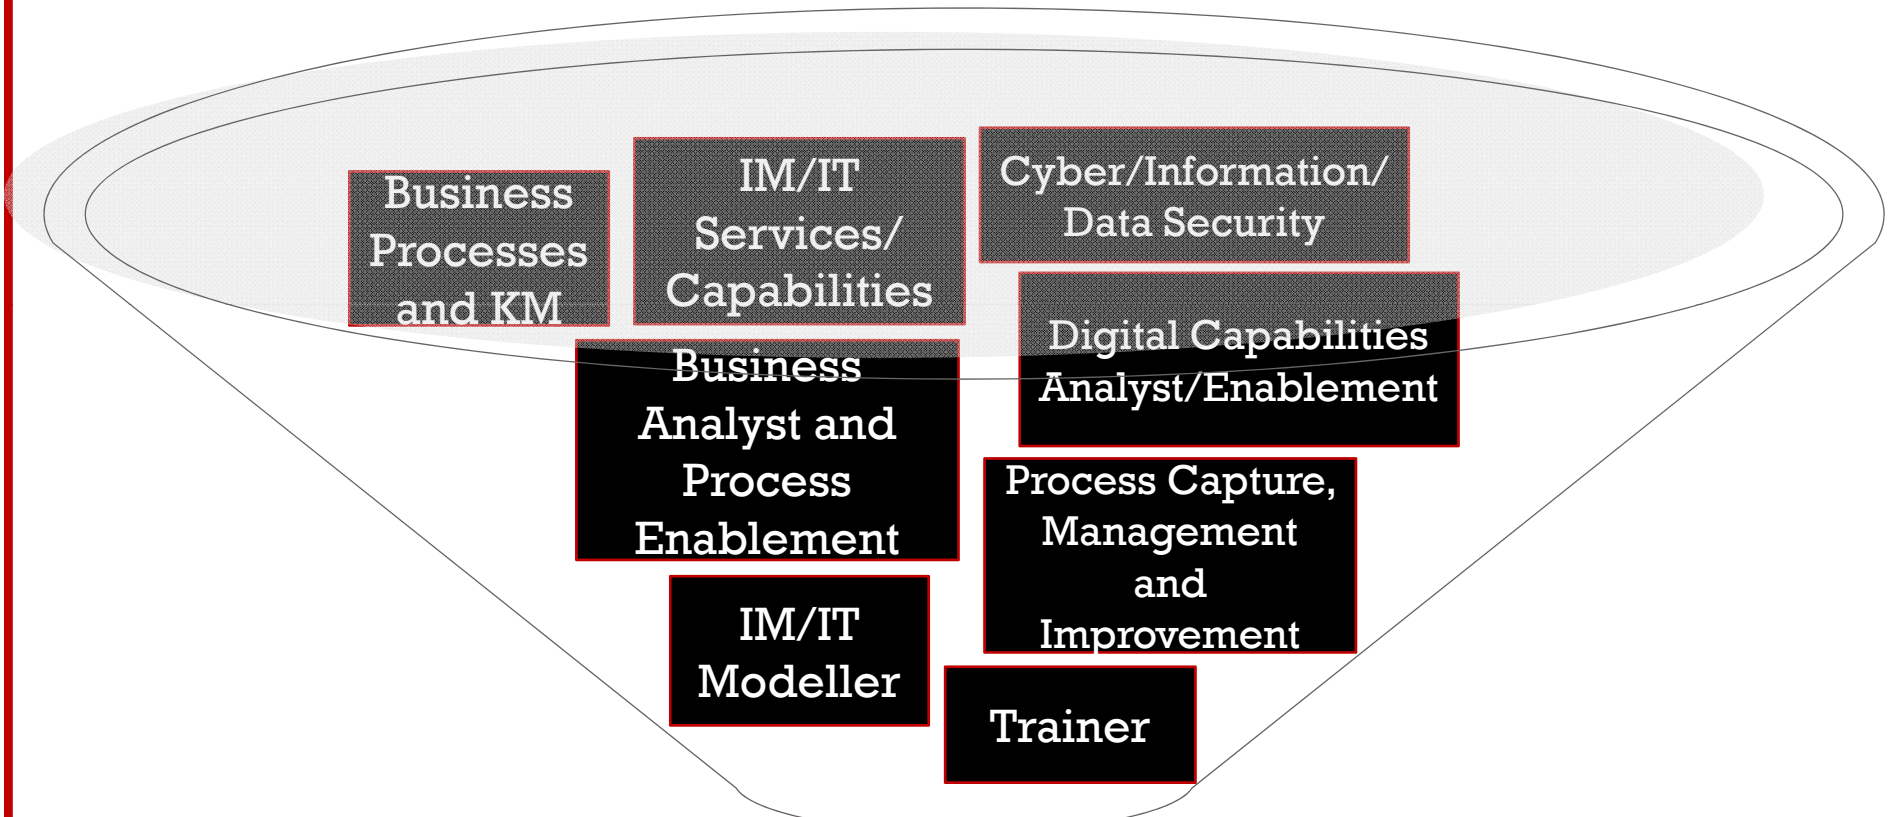 Business
Processes
and KM
IM/IT
Services/
Capabilities
Cyber/Information/
Data Security
Digital Capabilities
Analyst/Enablement
Business
Analyst and
Process
Enablement
Process Capture,
Management
and
Improvement
IM/IT
Modeller
Trainer